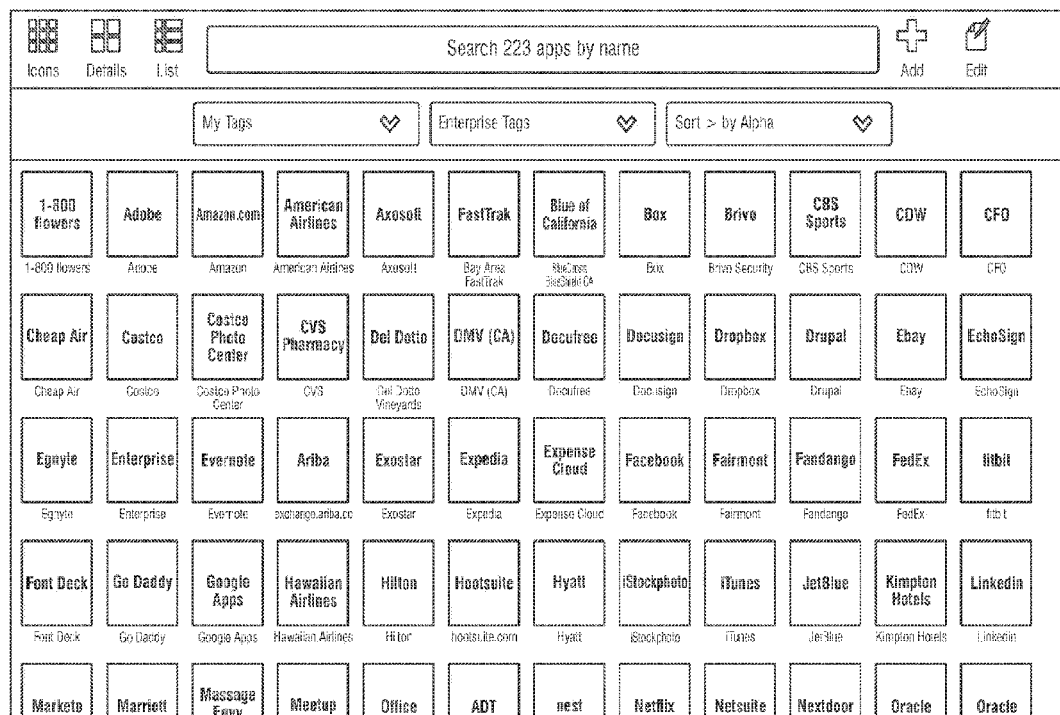 Icons Details List Search 223 apps by name Add Edit
My Tags Enterprise Tags Sort > by Alpha
1-800 flowers Adobe Amazon.com American Airlines Axosoft FastTrak Blue of California Box Brivo CBS Sports CDW CFO
1-800 flowers Adobe Amazon American Airlines Axosoft Bay Area FastTrak BlueCross BlueShield CA Box Brivo Security CBS Sports CDW CFO
Cheap Air Costco Costco Photo Center CVS Pharmacy Del Dotto DMV (CA) Docufree Docusign Dropbox Drupal Ebay EchoSign
Cheap Air Costco Costco Photo Center CVS Del Dotto Vineyards DMV (CA) Docufree Docusign Dropbox Drupal Ebay EchoSign
Egnyte Enterprise Evernote Ariba Exostar Expedia Expense Cloud Facebook Fairmont Fandango FedEx fitbit
Egnyte Enterprise Evernote exchange.ariba.co Exostar Expedia Expense Cloud Facebook Fairmont Fandango FedEx fitbit
Font Deck Go Daddy Google Apps Hawaiian Airlines Hilton Hootsuite Hyatt iStockphoto iTunes JetBlue Kimpton Hotels Linkedin
Font Deck Go Daddy Google Apps Hawaiian Airlines Hilton hootsuite.com Hyatt iStockphoto iTunes JetBlue Kimpton Hotels Linkedin
Marketo Marriott Massage Envy Meetup Office ADT nest Netflix Netsuite Nextdoor Oracle Oracle